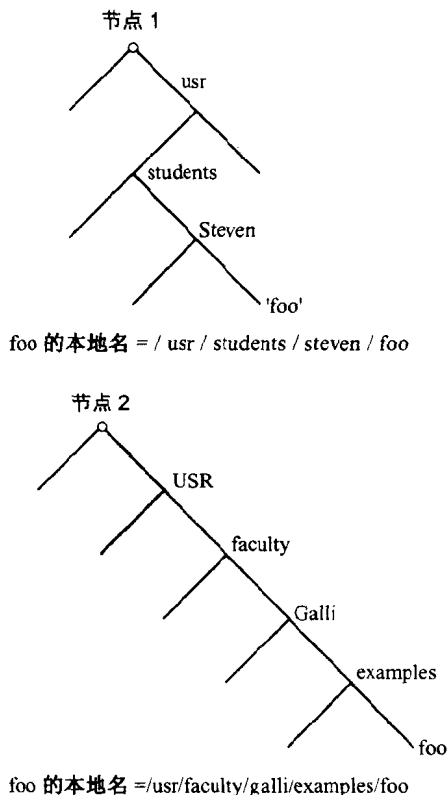 节点 1
usr
students
Steven
'foo'
foo 的本地名 = / usr / students / steven / foo
节点 2
USR
faculty
Galli
examples
foo
foo 的本地名 =/usr/faculty/galli/examples/foo